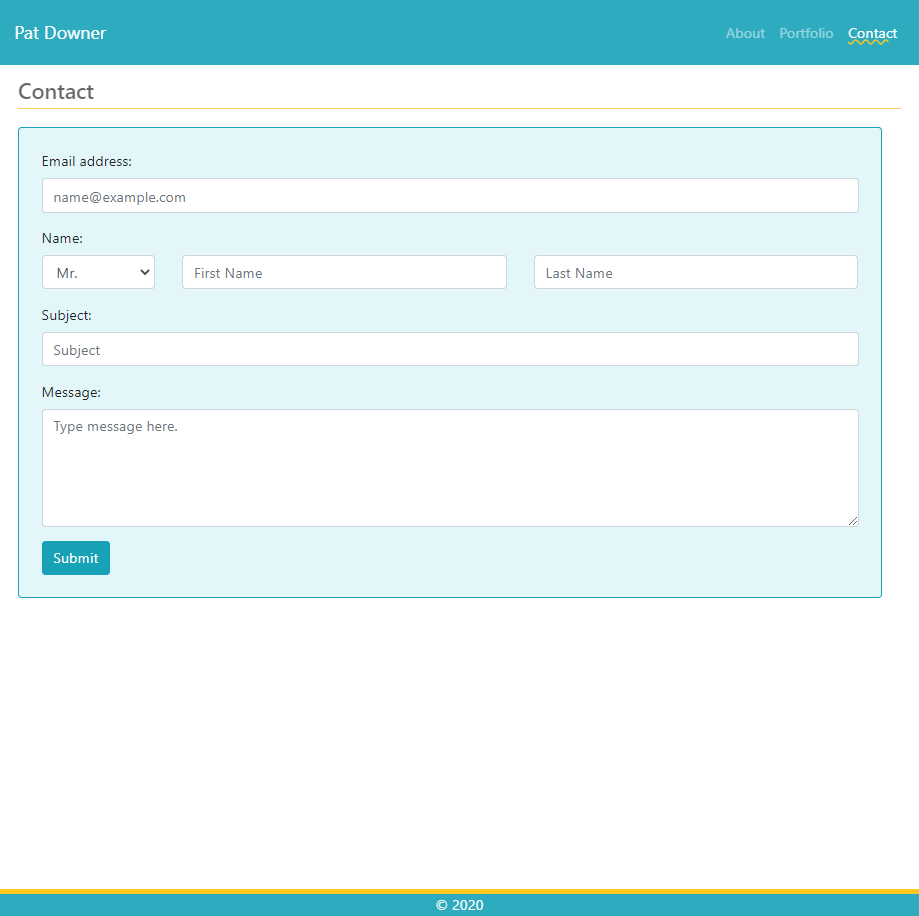 Pat Downer About Portfolio Contact
Contact
Email address:
name@example.com
Name:
Mr. First Name Last Name
Subject:
Subject
Message:
Type message here.
Submit
© 2020